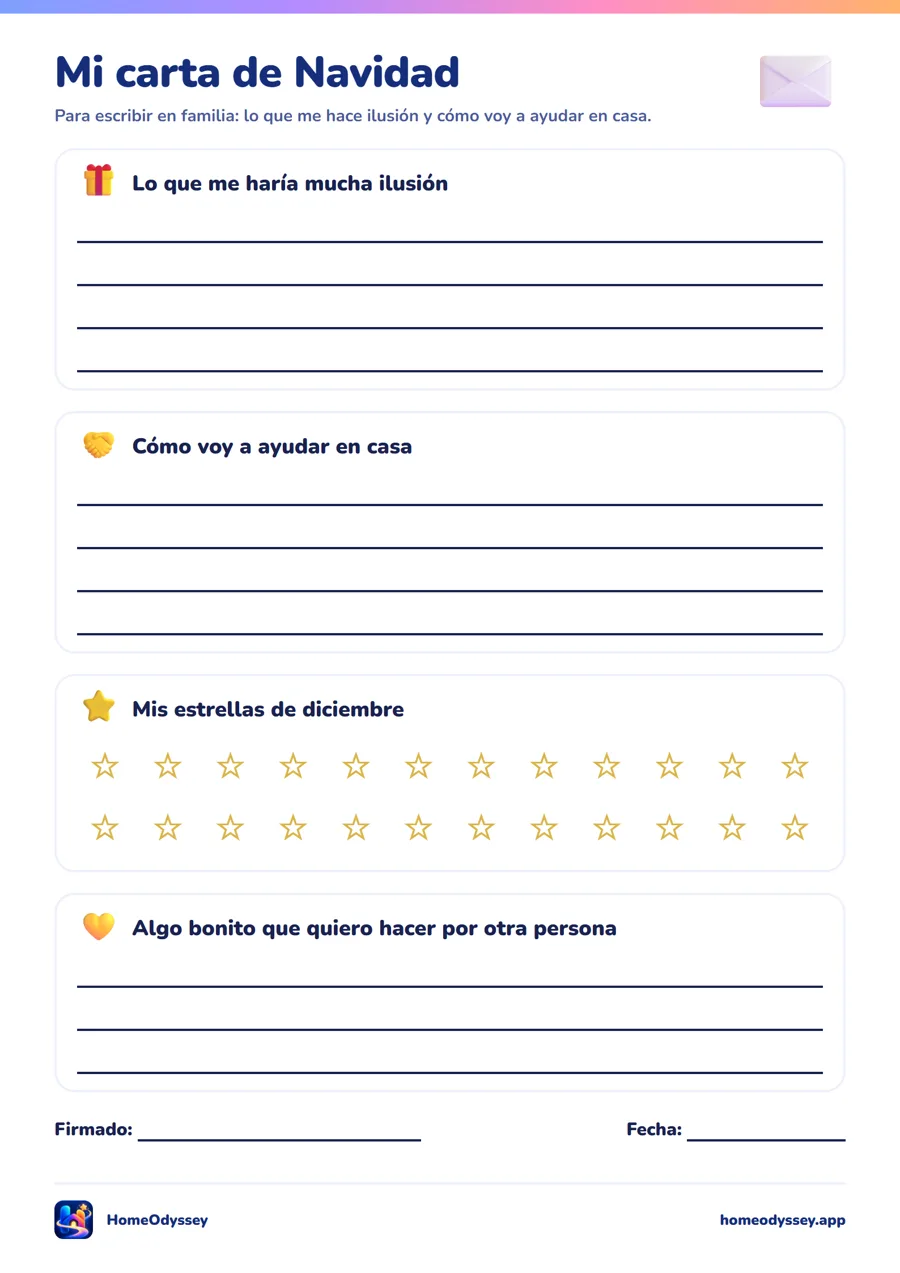 Mi carta de Navidad
Para escribir en familia: lo que me hace ilusión y cómo voy a ayudar en casa.
Lo que me haría mucha ilusión
Cómo voy a ayudar en casa
Mis estrellas de diciembre
Algo bonito que quiero hacer por otra persona
Firmado:
Fecha:
HomeOdyssey
homeodyssey.app